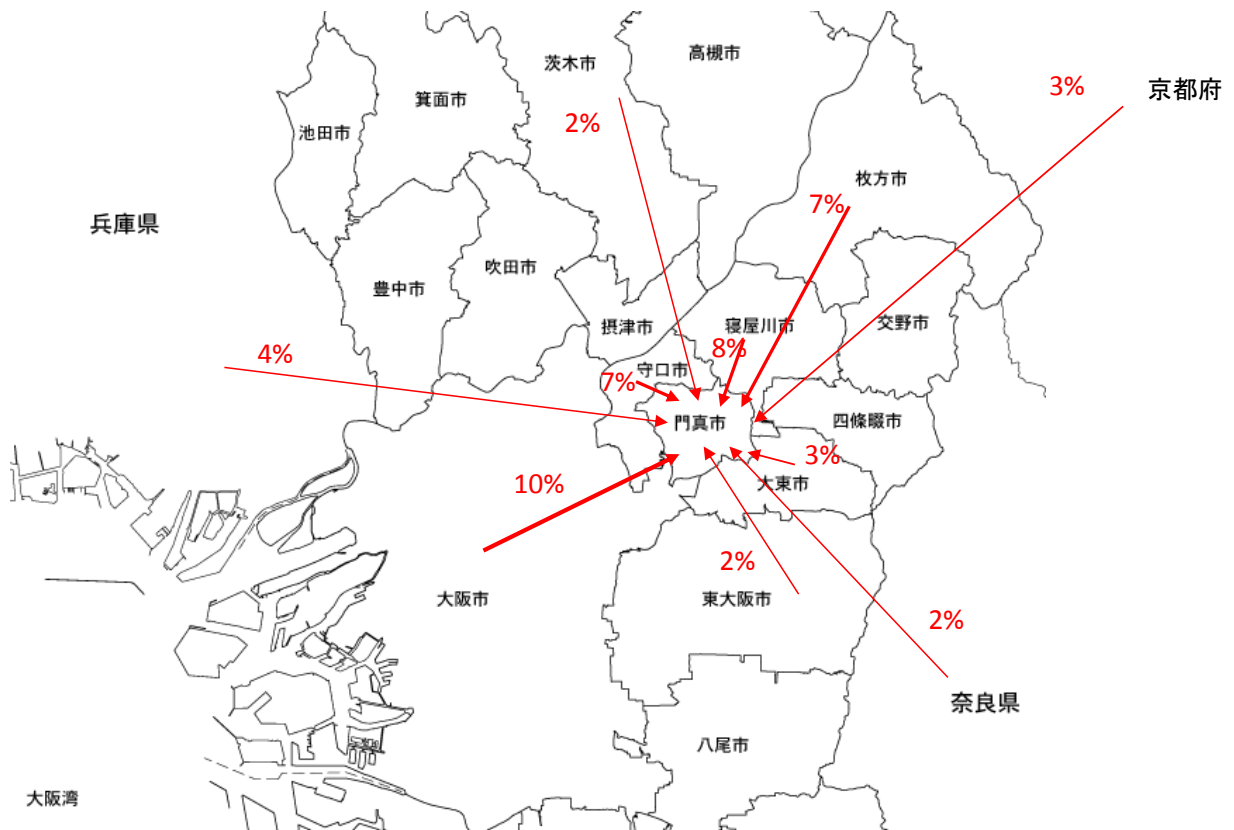 高槻市
茨木市
3%
京都府
箕面市
2%
池田市
枚方市
7%
兵庫県
吹田市
豊中市
摂津市
寝屋川市
交野市
8%
4%
守口市
7%
門真市
四條畷市
3%
10%
大東市
2%
大阪市
東大阪市
2%
奈良県
八尾市
大阪湾